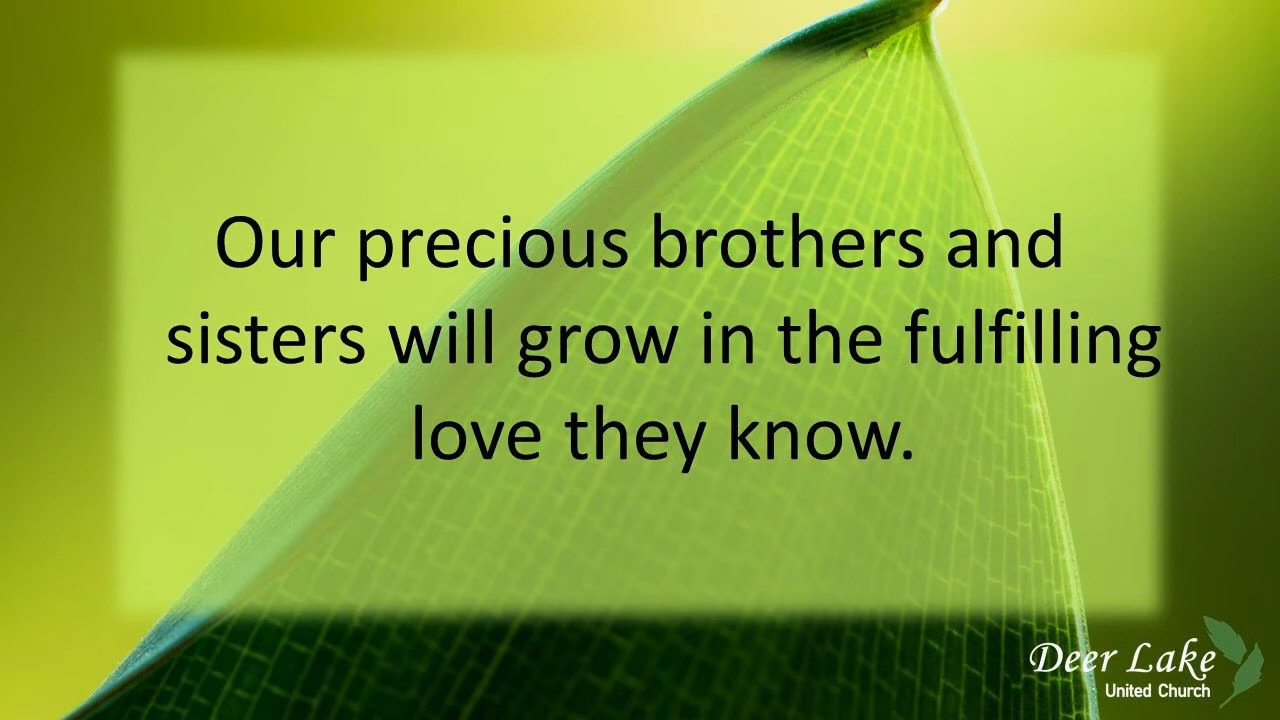 Our precious brothers and
sisters will grow in the fulfilling
love they know.
Deer Lake
United Church